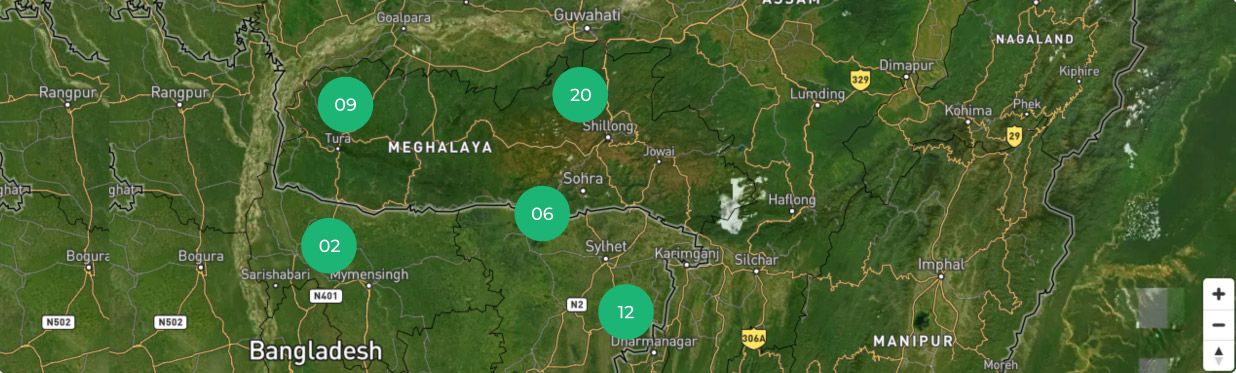 ASSAM
Goalpara
Guwahati
NAGALAND
Dimapur
Kiphire
329
Rangpur
Rangpur
09
20
Lumding
Kohima
Phek
29
Shillong
Tura
MEGHALAYA
Jowai
Sohra
ghat
ghat
Haflong
06
02
Sylhet
Karimganj
Silchar
Bogura
Bogura
Imphal
Sarishabari
Mymensingh
N401
N2
12
N502
N502
306A
Dharmanagar
MANIPUR
Bangladesh
Moreh
+
−